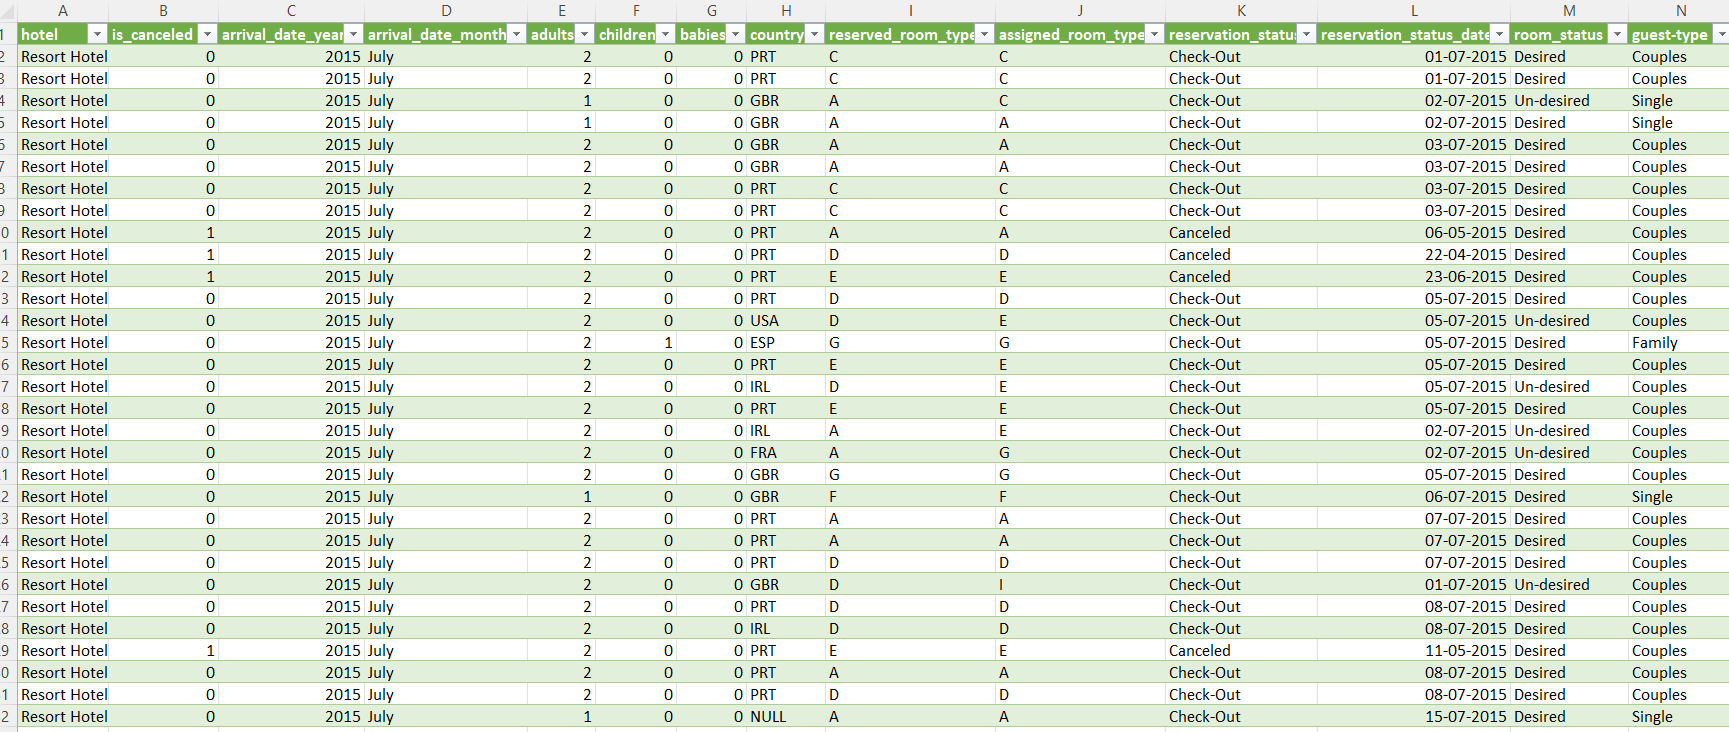 A B C D E F G H I J K L M N
1 hotel is_canceled arrival_date_year arrival_date_month adults children babies country reserved_room_type assigned_room_type reservation_status reservation_status_date room_status guest-type
2 Resort Hotel 0 2015 July 2 0 0 PRT C C Check-Out 01-07-2015 Desired Couples
3 Resort Hotel 0 2015 July 2 0 0 PRT C C Check-Out 01-07-2015 Desired Couples
4 Resort Hotel 0 2015 July 1 0 0 GBR A C Check-Out 02-07-2015 Un-desired Single
5 Resort Hotel 0 2015 July 1 0 0 GBR A A Check-Out 02-07-2015 Desired Single
6 Resort Hotel 0 2015 July 2 0 0 GBR A A Check-Out 03-07-2015 Desired Couples
7 Resort Hotel 0 2015 July 2 0 0 GBR A A Check-Out 03-07-2015 Desired Couples
8 Resort Hotel 0 2015 July 2 0 0 PRT C C Check-Out 03-07-2015 Desired Couples
9 Resort Hotel 0 2015 July 2 0 0 PRT C C Check-Out 03-07-2015 Desired Couples
0 Resort Hotel 1 2015 July 2 0 0 PRT A A Canceled 06-05-2015 Desired Couples
1 Resort Hotel 1 2015 July 2 0 0 PRT D D Canceled 22-04-2015 Desired Couples
2 Resort Hotel 1 2015 July 2 0 0 PRT E E Canceled 23-06-2015 Desired Couples
3 Resort Hotel 0 2015 July 2 0 0 PRT D D Check-Out 05-07-2015 Desired Couples
4 Resort Hotel 0 2015 July 2 0 0 USA D E Check-Out 05-07-2015 Un-desired Couples
5 Resort Hotel 0 2015 July 2 1 0 ESP G G Check-Out 05-07-2015 Desired Family
6 Resort Hotel 0 2015 July 2 0 0 PRT E E Check-Out 05-07-2015 Desired Couples
7 Resort Hotel 0 2015 July 2 0 0 IRL D E Check-Out 05-07-2015 Un-desired Couples
8 Resort Hotel 0 2015 July 2 0 0 PRT E E Check-Out 05-07-2015 Desired Couples
9 Resort Hotel 0 2015 July 2 0 0 IRL A E Check-Out 02-07-2015 Un-desired Couples
0 Resort Hotel 0 2015 July 2 0 0 FRA A G Check-Out 02-07-2015 Un-desired Couples
1 Resort Hotel 0 2015 July 2 0 0 GBR G G Check-Out 05-07-2015 Desired Couples
2 Resort Hotel 0 2015 July 1 0 0 GBR F F Check-Out 06-07-2015 Desired Single
3 Resort Hotel 0 2015 July 2 0 0 PRT A A Check-Out 07-07-2015 Desired Couples
4 Resort Hotel 0 2015 July 2 0 0 PRT A A Check-Out 07-07-2015 Desired Couples
5 Resort Hotel 0 2015 July 2 0 0 PRT D D Check-Out 07-07-2015 Desired Couples
6 Resort Hotel 0 2015 July 2 0 0 GBR D I Check-Out 01-07-2015 Un-desired Couples
7 Resort Hotel 0 2015 July 2 0 0 PRT D D Check-Out 08-07-2015 Desired Couples
8 Resort Hotel 0 2015 July 2 0 0 IRL D D Check-Out 08-07-2015 Desired Couples
9 Resort Hotel 1 2015 July 2 0 0 PRT E E Canceled 11-05-2015 Desired Couples
0 Resort Hotel 0 2015 July 2 0 0 PRT A A Check-Out 08-07-2015 Desired Couples
1 Resort Hotel 0 2015 July 2 0 0 PRT D D Check-Out 08-07-2015 Desired Couples
2 Resort Hotel 0 2015 July 1 0 0 NULL A A Check-Out 15-07-2015 Desired Single